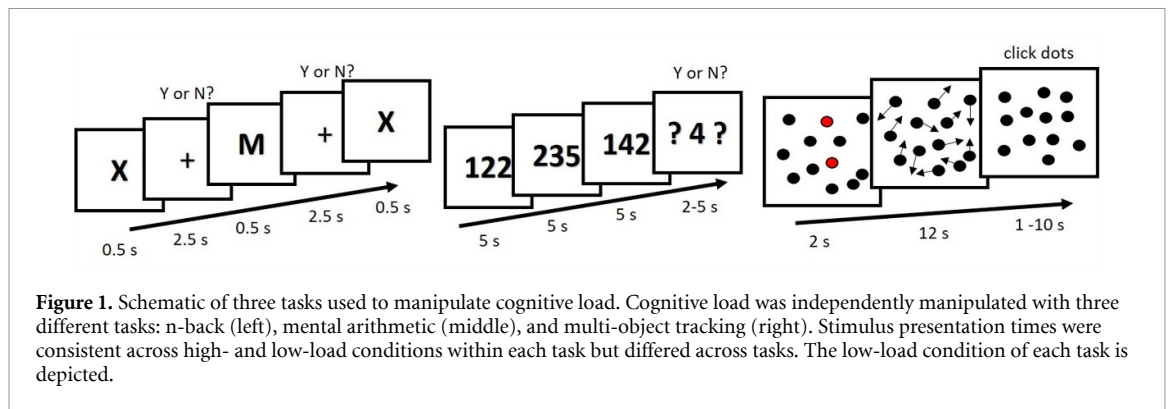 Y or N?
X
+
M
Y or N?
+
X
0.5 s
2.5 s
0.5 s
2.5 s
0.5 s
122
235
142
Y or N?
? 4 ?
5 s
5 s
5 s
2-5 s
click dots
2 s
12 s
1 -10 s
Figure 1. Schematic of three tasks used to manipulate cognitive load. Cognitive load was independently manipulated with three
different tasks: n-back (left), mental arithmetic (middle), and multi-object tracking (right). Stimulus presentation times were
consistent across high- and low-load conditions within each task but differed across tasks. The low-load condition of each task is
depicted.